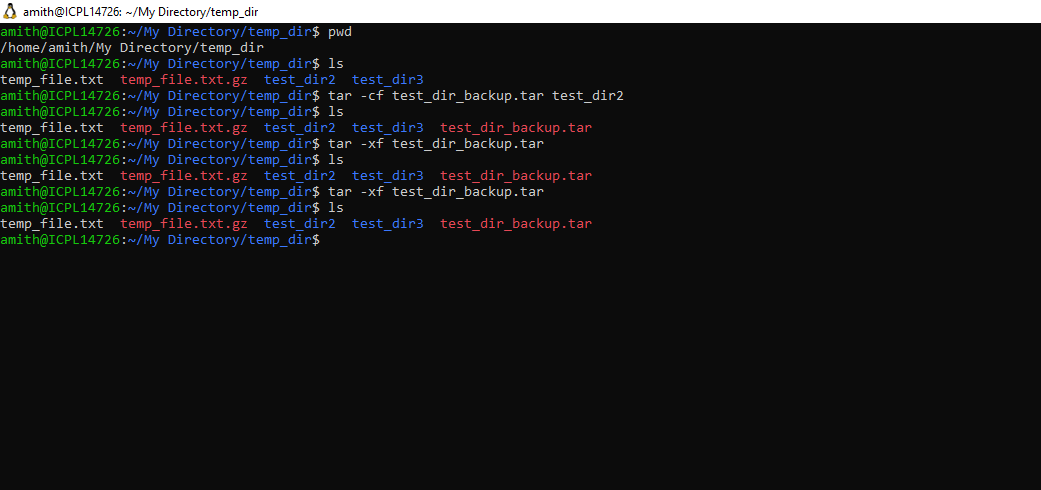 amith@ICPL14726: ~/My Directory/temp_dir
amith@ICPL14726:~/My Directory/temp_dir$ pwd
/home/amith/My Directory/temp_dir
amith@ICPL14726:~/My Directory/temp_dir$ ls
temp_file.txt  temp_file.txt.gz  test_dir2  test_dir3
amith@ICPL14726:~/My Directory/temp_dir$ tar -cf test_dir_backup.tar test_dir2
amith@ICPL14726:~/My Directory/temp_dir$ ls
temp_file.txt  temp_file.txt.gz  test_dir2  test_dir3  test_dir_backup.tar
amith@ICPL14726:~/My Directory/temp_dir$ tar -xf test_dir_backup.tar
amith@ICPL14726:~/My Directory/temp_dir$ ls
temp_file.txt  temp_file.txt.gz  test_dir2  test_dir3  test_dir_backup.tar
amith@ICPL14726:~/My Directory/temp_dir$ tar -xf test_dir_backup.tar
amith@ICPL14726:~/My Directory/temp_dir$ ls
temp_file.txt  temp_file.txt.gz  test_dir2  test_dir3  test_dir_backup.tar
amith@ICPL14726:~/My Directory/temp_dir$